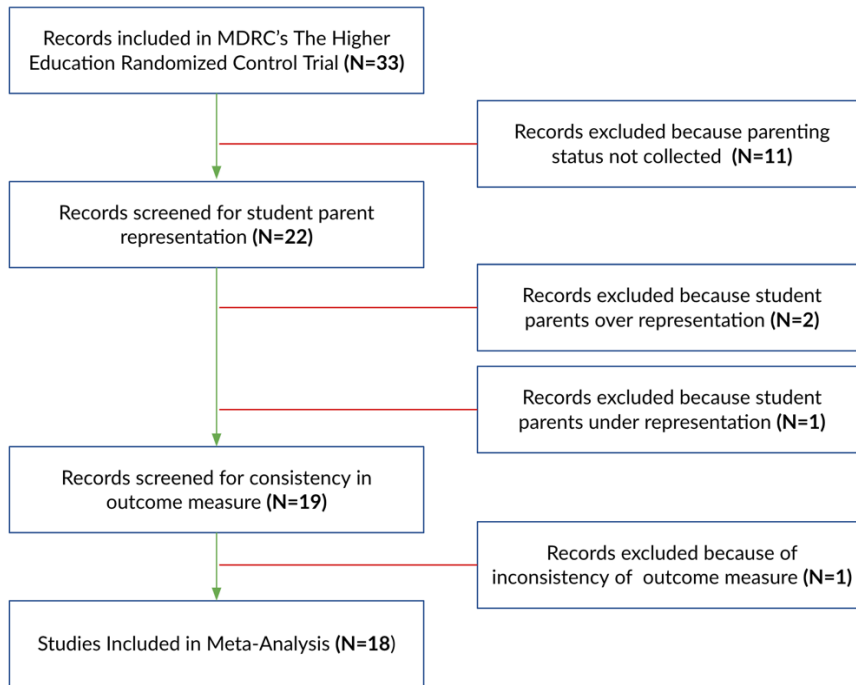 Records included in MDRC's The Higher
Education Randomized Control Trial (N=33)
Records excluded because parenting
status not collected (N=11)
Records screened for student parent
representation (N=22)
Records excluded because student
parents over representation (N=2)
Records excluded because student
parents under representation (N=1)
Records screened for consistency in
outcome measure (N=19)
Records excluded because of
inconsistency of outcome measure (N=1)
Studies Included in Meta-Analysis (N=18)